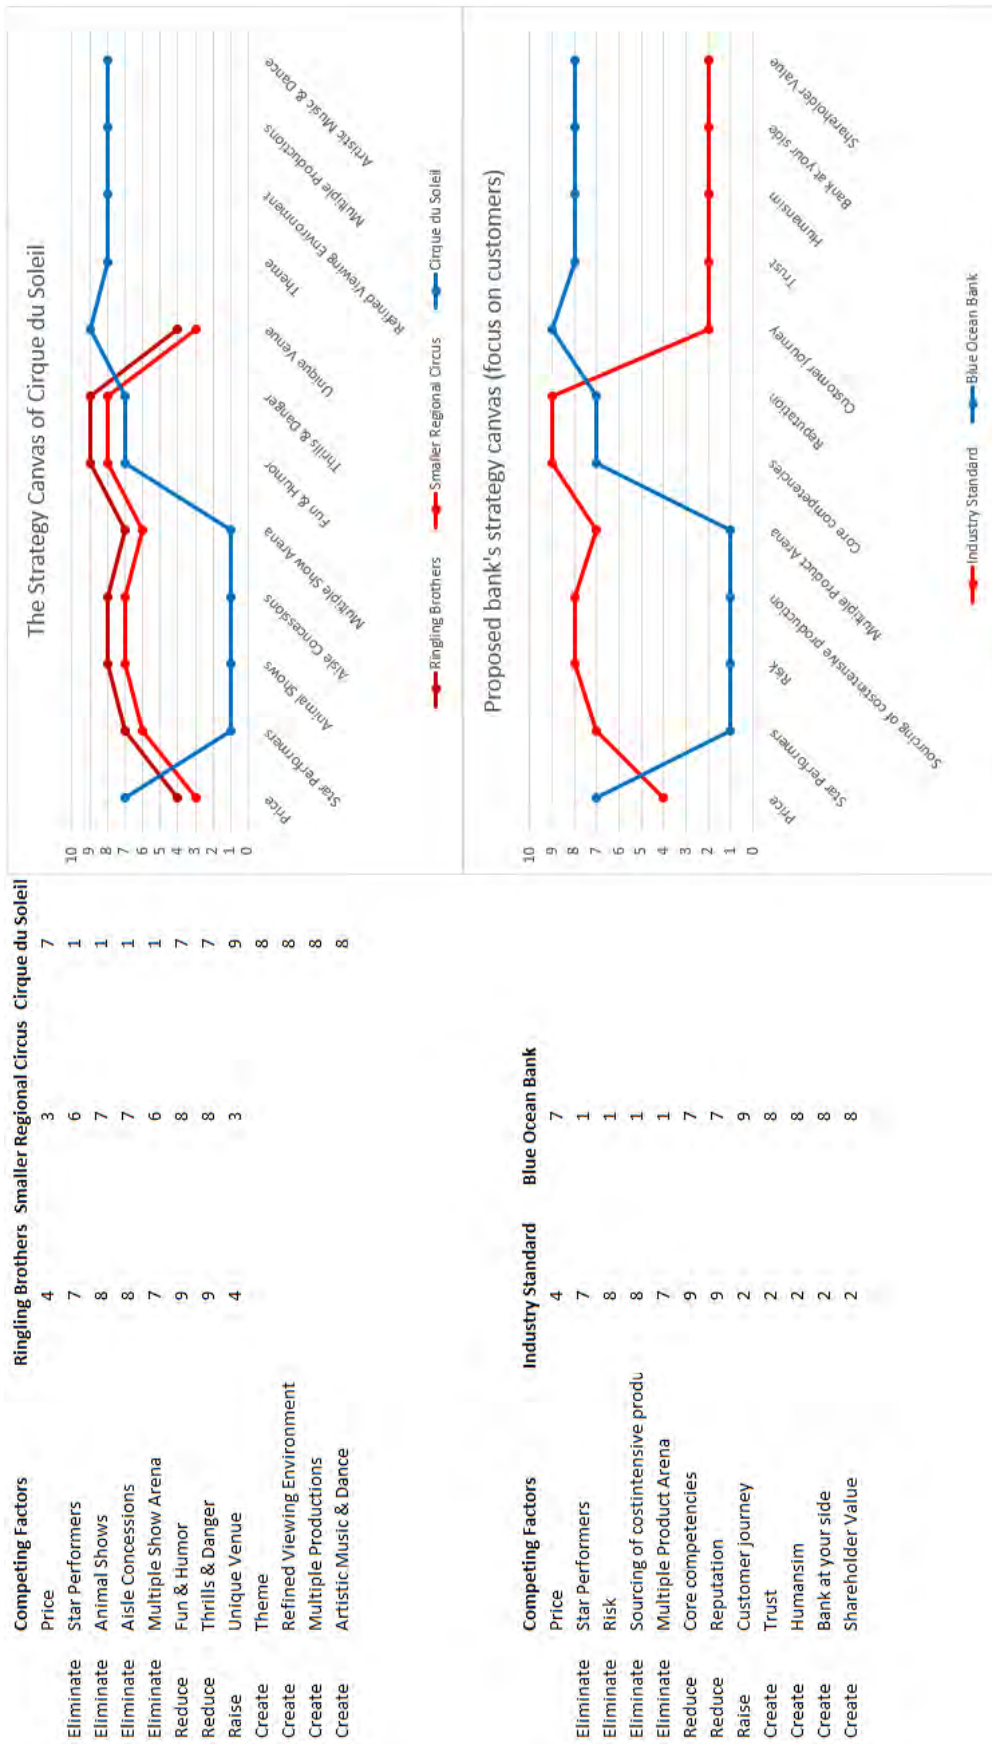 Competing Factors Ringling Brothers Smaller Regional Circus Cirque du Soleil
Price 4 3 7
Eliminate Star Performers 7 6 1
Eliminate Animal Shows 8 7 1
Eliminate Aisle Concessions 8 7 1
Eliminate Multiple Show Arena 7 6 1
Reduce Fun & Humor 9 8 7
Reduce Thrills & Danger 9 8 7
Raise Unique Venue 4 3 9
Create Theme 8
Create Refined Viewing Environment 8
Create Multiple Productions 8
Create Artistic Music & Dance 8
The Strategy Canvas of Cirque du Soleil
10
9
8
7
6
5
4
3
2
1
0
Price
Star Performers
Animal Shows
Aisle Concessions
Multiple Show Arena
Fun & Humor
Thrills & Danger
Unique Venue
Theme
Refined Viewing Environment
Multiple Productions
Artistic Music & Dance
Ringling Brothers Smaller Regional Circus Cirque du Soleil
Competing Factors Industry Standard Blue Ocean Bank
Price 4 7
Eliminate Star Performers 7 1
Eliminate Risk 8 1
Eliminate Sourcing of costintensive produ 8 1
Eliminate Multiple Product Arena 7 1
Reduce Core competencies 9 7
Reduce Reputation 9 7
Raise Customer journey 2 9
Create Trust 2 8
Create Humansim 2 8
Create Bank at your side 2 8
Create Shareholder Value 2 8
Proposed bank's strategy canvas (focus on customers)
10
9
8
7
6
5
4
3
2
1
0
Price
Star Performers
Risk
Sourcing of costintensive production
Multiple Product Arena
Core competencies
Reputation
Customer journey
Trust
Humansim
Bank at your side
Shareholder Value
Industry Standard Blue Ocean Bank